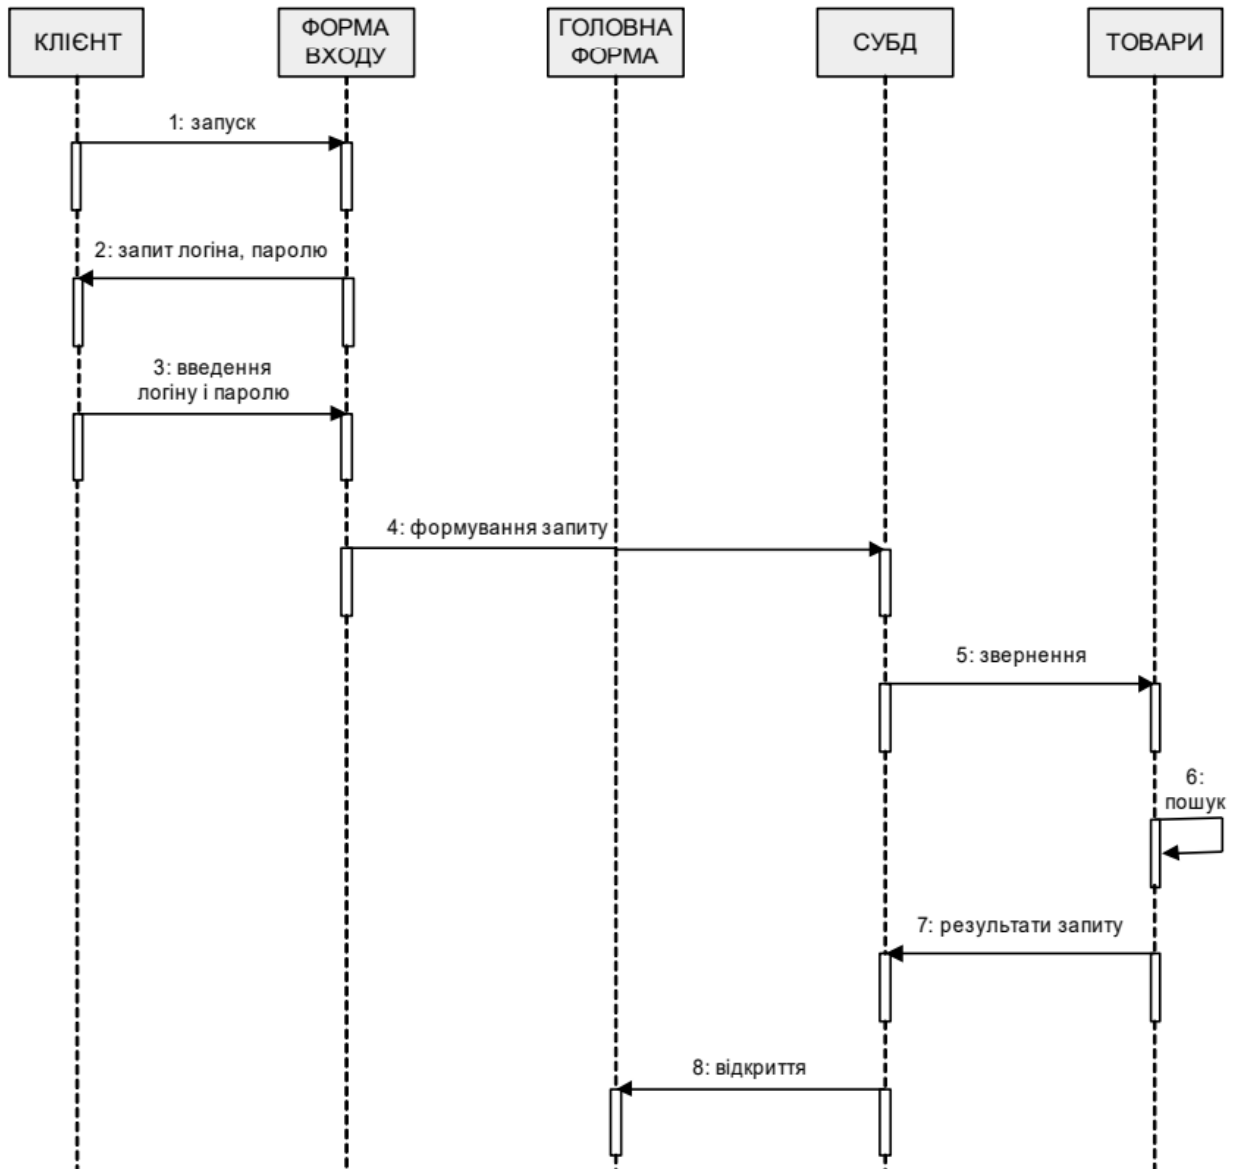 КЛІЄНТ
ФОРМА
ВХОДУ
ГОЛОВНА
ФОРМА
СУБД
ТОВАРИ
1: запуск
2: запит логіна, паролю
3: введення
логіну і паролю
4: формування запиту
5: звернення
6:
пошук
7: результати запиту
8: відкриття